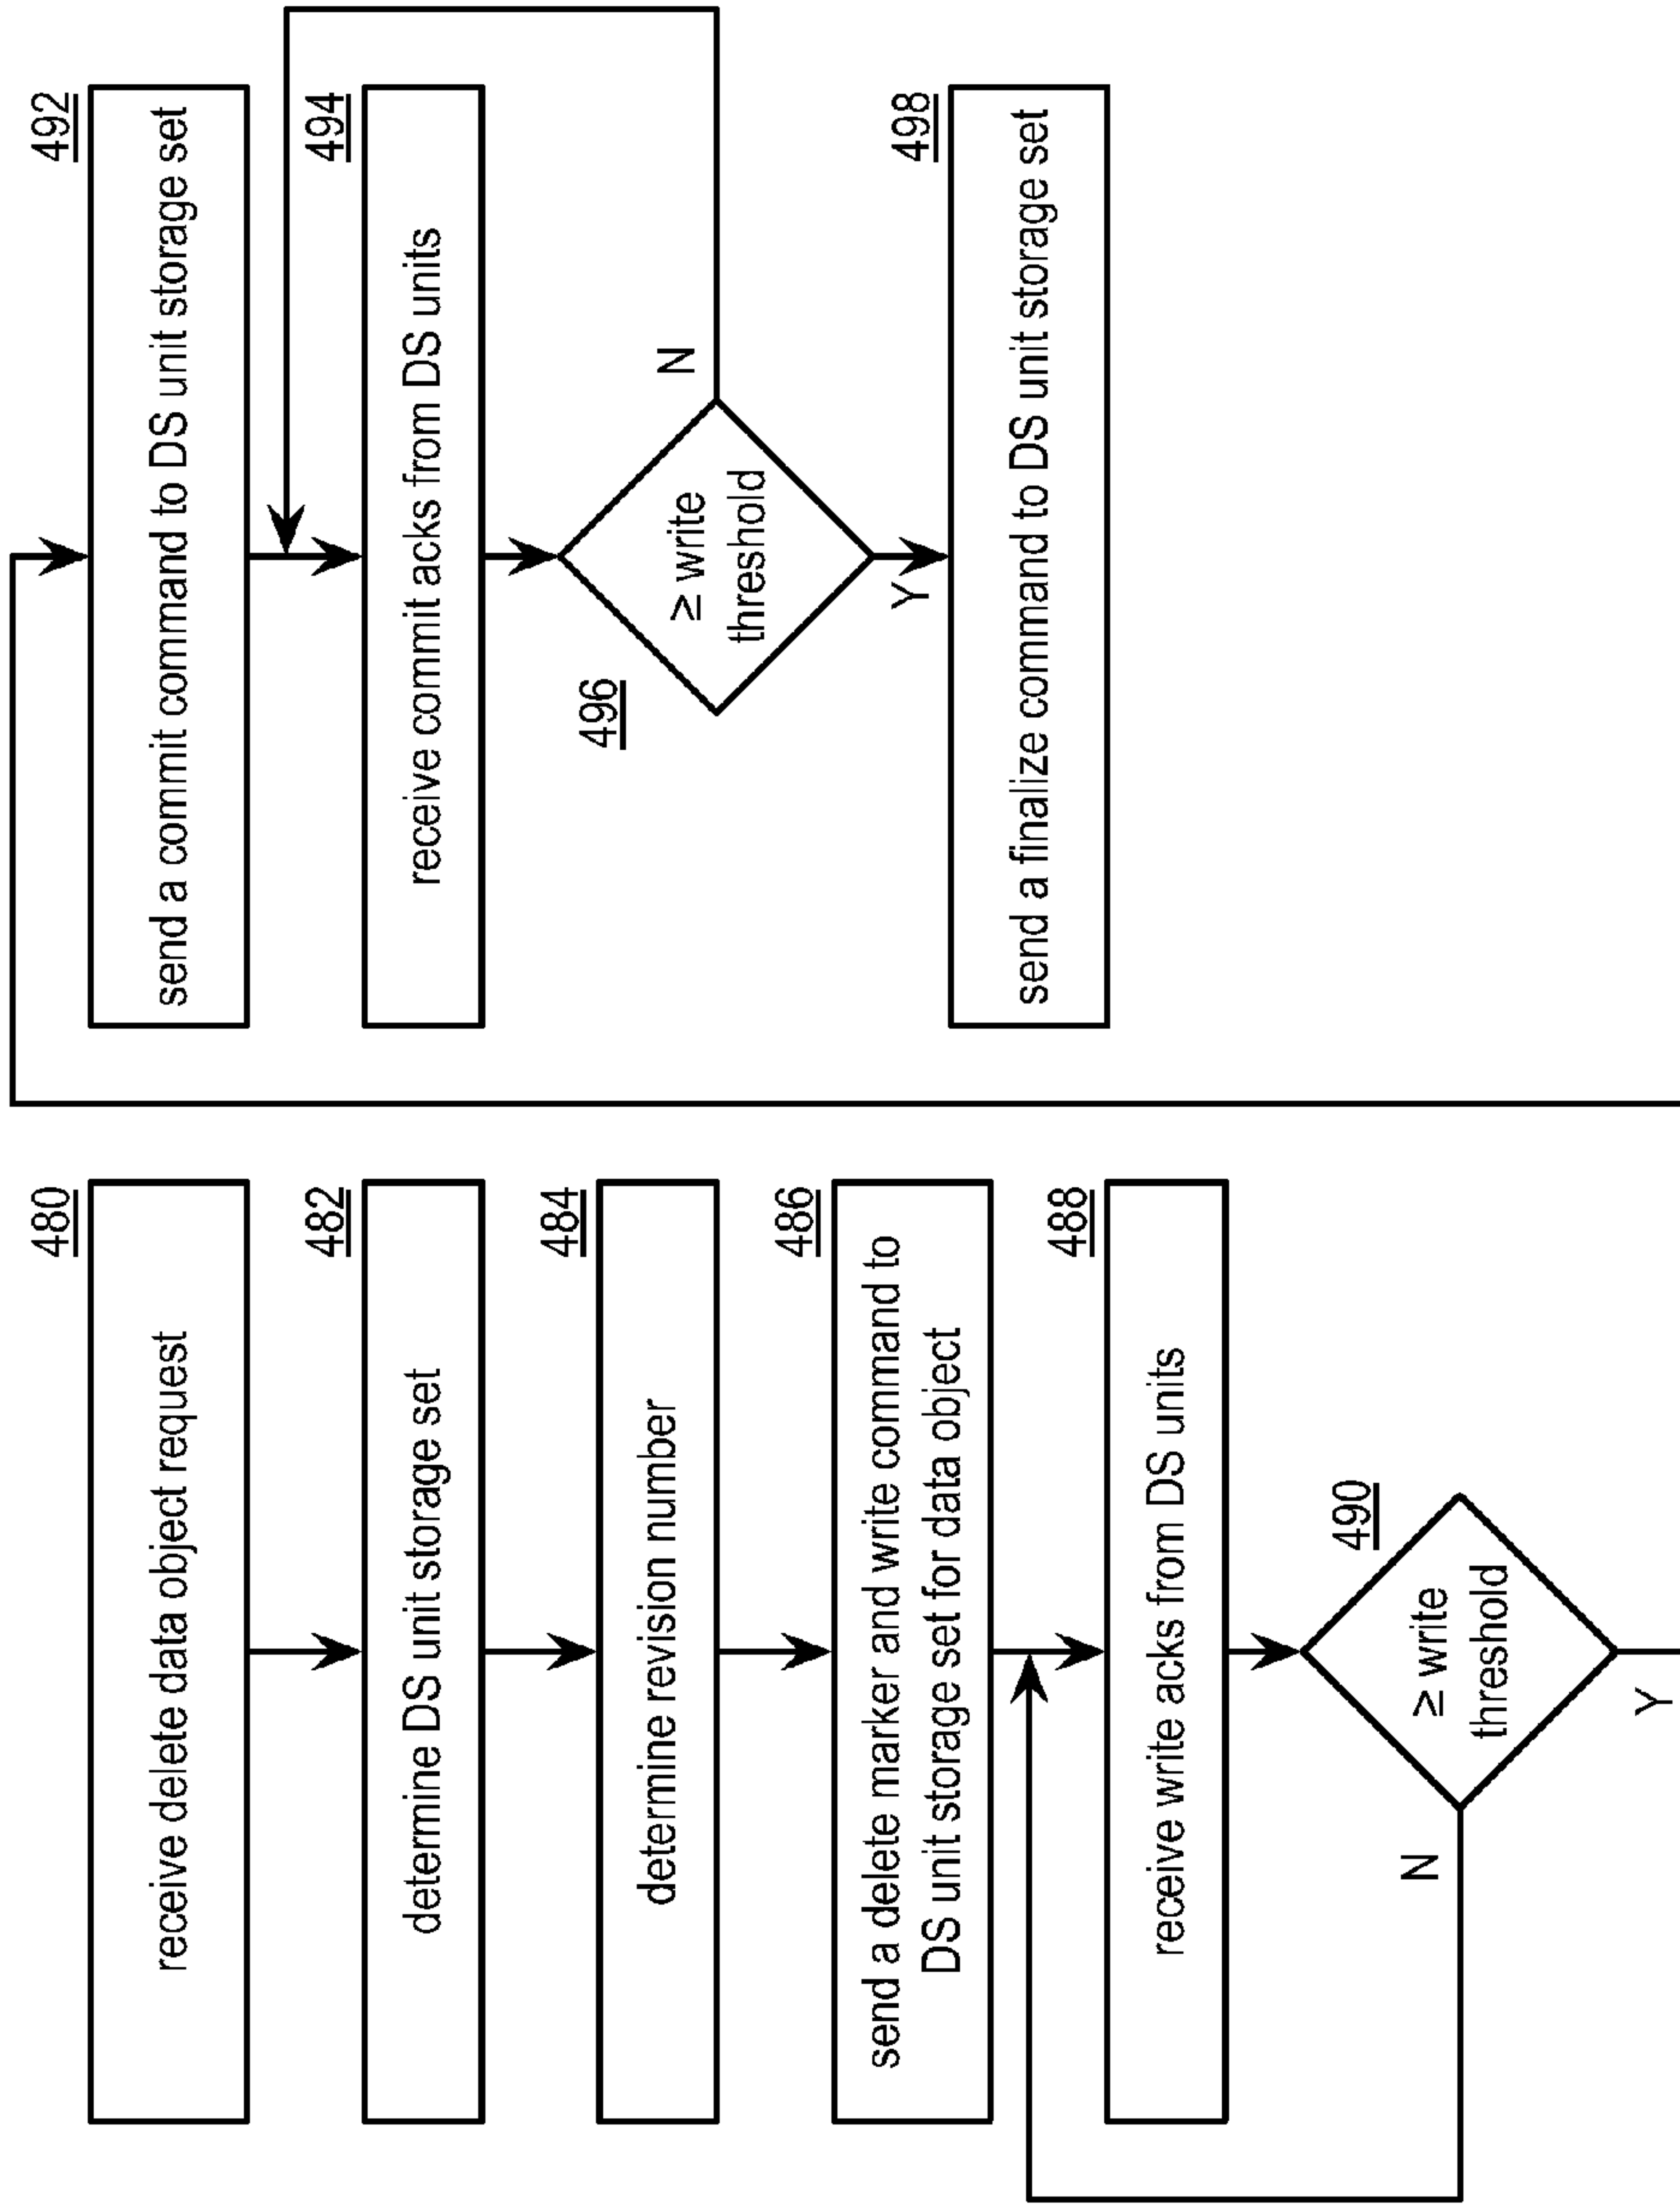 480
receive delete data object request
482
determine DS unit storage set
484
determine revision number
486
send a delete marker and write command to
DS unit storage set for data object
488
receive write acks from DS units
490
≥ write
threshold
N
Y
492
send a commit command to DS unit storage set
494
receive commit acks from DS units
496
≥ write
threshold
N
Y
498
send a finalize command to DS unit storage set